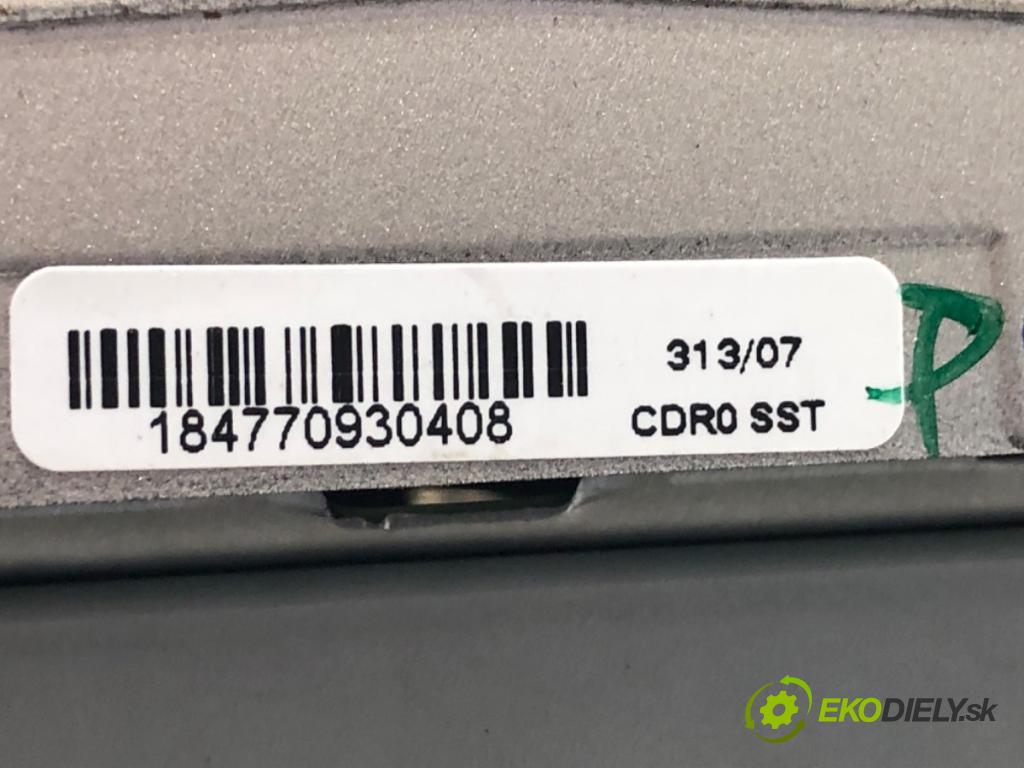 313/07
184770930408
CDR0 SST
P
EKODIELY.sk